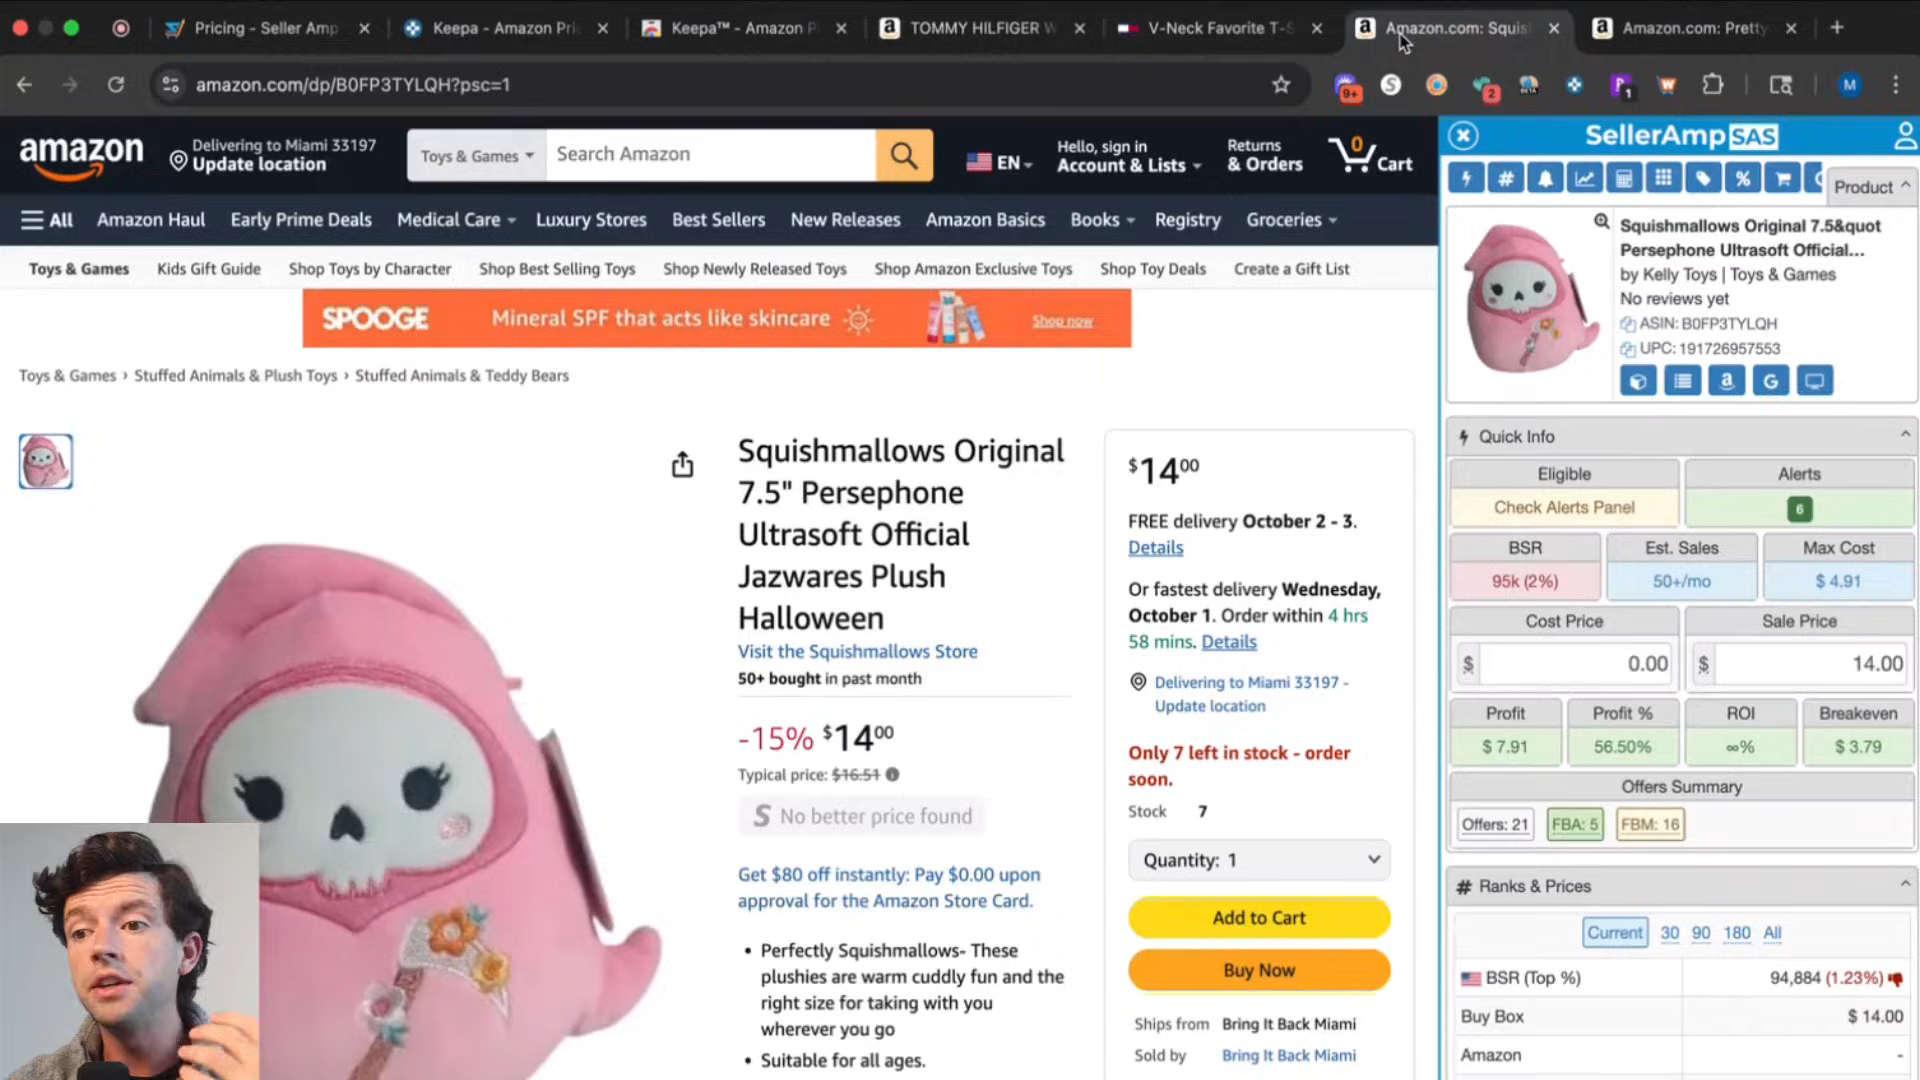 Pricing - Seller Amp
Keepa - Amazon Pri
Keepa™ - Amazon P
TOMMY HILFIGER W
V-Neck Favorite T-S
Amazon.com: Squis
Amazon.com: Pretty
amazon.com/dp/B0FP3TYLQH?psc=1
9+
2
BETA
1
M
amazon
Delivering to Miami 33197
Update location
Toys & Games
Search Amazon
EN
Hello, sign in
Account & Lists
Returns
& Orders
0
Cart
All
Amazon Haul
Early Prime Deals
Medical Care
Luxury Stores
Best Sellers
New Releases
Amazon Basics
Books
Registry
Groceries
Toys & Games
Kids Gift Guide
Shop Toys by Character
Shop Best Selling Toys
Shop Newly Released Toys
Shop Amazon Exclusive Toys
Shop Toy Deals
Create a Gift List
SPOOGE
Mineral SPF that acts like skincare
Shop now
Toys & Games › Stuffed Animals & Plush Toys › Stuffed Animals & Teddy Bears
Squishmallows Original
7.5" Persephone
Ultrasoft Official
Jazwares Plush
Halloween
Visit the Squishmallows Store
50+ bought in past month
-15% $14 00
Typical price: $16.51
S No better price found
Get $80 off instantly: Pay $0.00 upon
approval for the Amazon Store Card.
• Perfectly Squishmallows- These
plushies are warm cuddly fun and the
right size for taking with you
wherever you go
• Suitable for all ages.
$14 00
FREE delivery October 2 - 3.
Details
Or fastest delivery Wednesday,
October 1. Order within 4 hrs
58 mins. Details
Delivering to Miami 33197 -
Update location
Only 7 left in stock - order
soon.
Stock 7
Quantity: 1
Add to Cart
Buy Now
Ships from Bring It Back Miami
Sold by Bring It Back Miami
SellerAmp SAS
Product
Squishmallows Original 7.5&quot
Persephone Ultrasoft Official...
by Kelly Toys | Toys & Games
No reviews yet
ASIN: B0FP3TYLQH
UPC: 191726957553
Quick Info
Eligible
Alerts
Check Alerts Panel
6
BSR
Est. Sales
Max Cost
95k (2%)
50+/mo
$ 4.91
Cost Price
Sale Price
$ 0.00
$ 14.00
Profit
Profit %
ROI
Breakeven
$ 7.91
56.50%
∞%
$ 3.79
Offers Summary
Offers: 21
FBA: 5
FBM: 16
# Ranks & Prices
Current 30 90 180 All
BSR (Top %) 94,884 (1.23%)
Buy Box $ 14.00
Amazon -